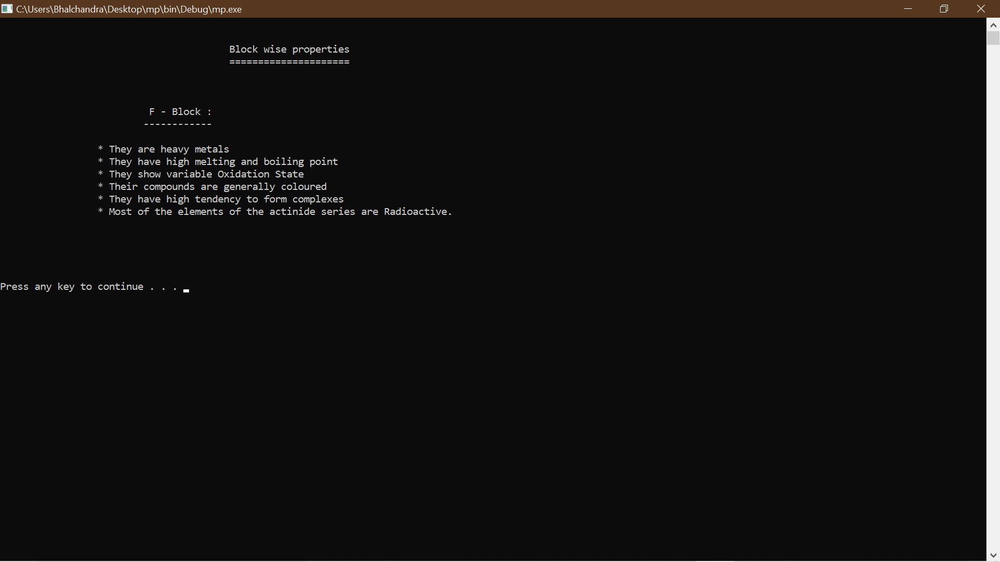 C:\Users\Bhalchandra\Desktop\mp\bin\Debug\mp.exe
Block wise properties
=====================
F - Block :
------------
* They are heavy metals
* They have high melting and boiling point
* They show variable Oxidation State
* Their compounds are generally coloured
* They have high tendency to form complexes
* Most of the elements of the actinide series are Radioactive.
Press any key to continue . . .